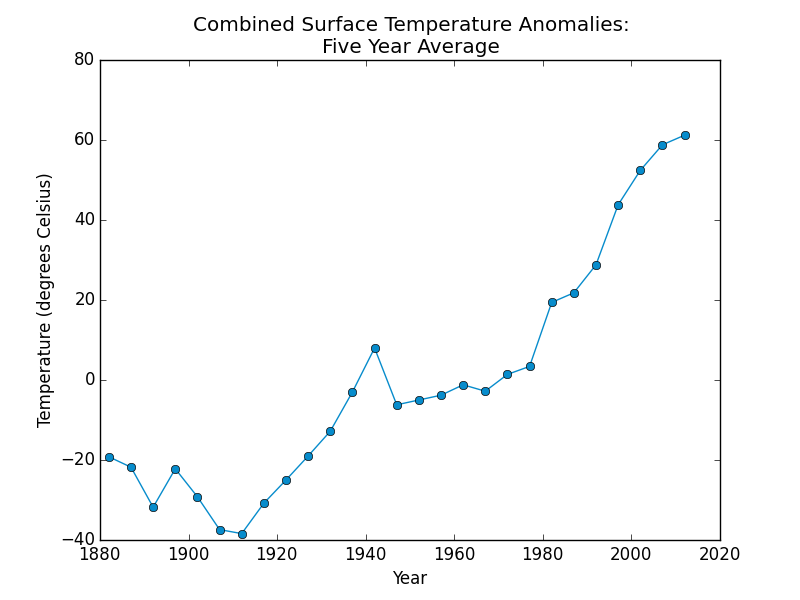 Combined Surface Temperature Anomalies:
Five Year Average
80
60
40
20
0
−20
−40
Temperature (degrees Celsius)
1880 1900 1920 1940 1960 1980 2000 2020
Year